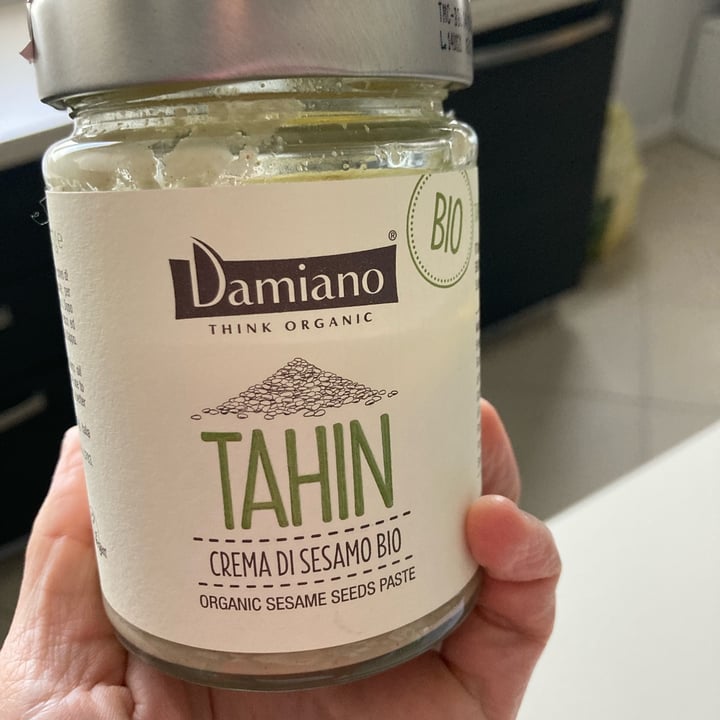 BIO
Damiano®
THINK ORGANIC
TAHIN
CREMA DI SESAMO BIO
ORGANIC SESAME SEEDS PASTE